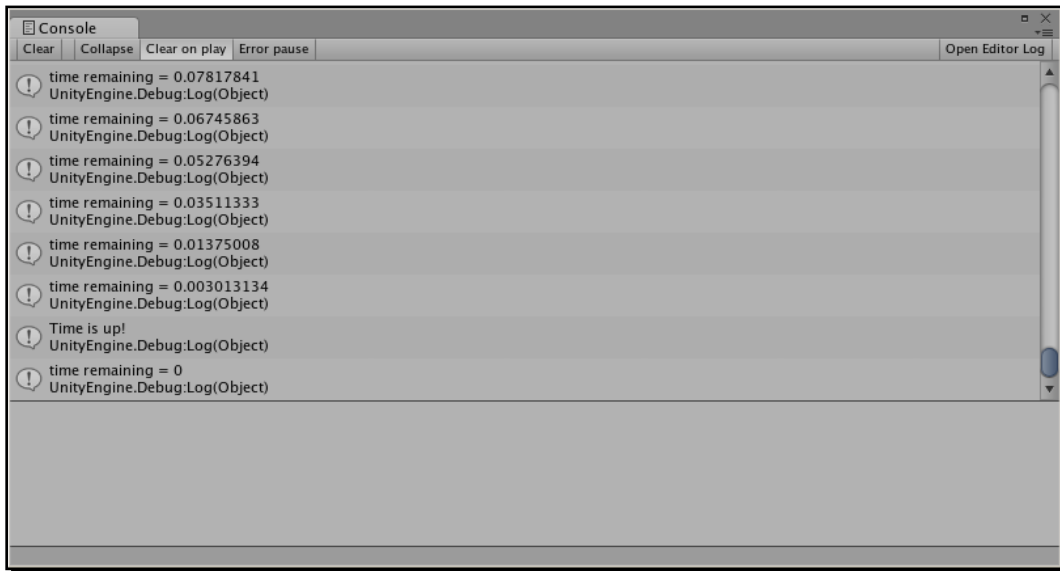 Console
Clear Collapse Clear on play Error pause Open Editor Log
time remaining = 0.07817841
UnityEngine.Debug:Log(Object)
time remaining = 0.06745863
UnityEngine.Debug:Log(Object)
time remaining = 0.05276394
UnityEngine.Debug:Log(Object)
time remaining = 0.03511333
UnityEngine.Debug:Log(Object)
time remaining = 0.01375008
UnityEngine.Debug:Log(Object)
time remaining = 0.003013134
UnityEngine.Debug:Log(Object)
Time is up!
UnityEngine.Debug:Log(Object)
time remaining = 0
UnityEngine.Debug:Log(Object)